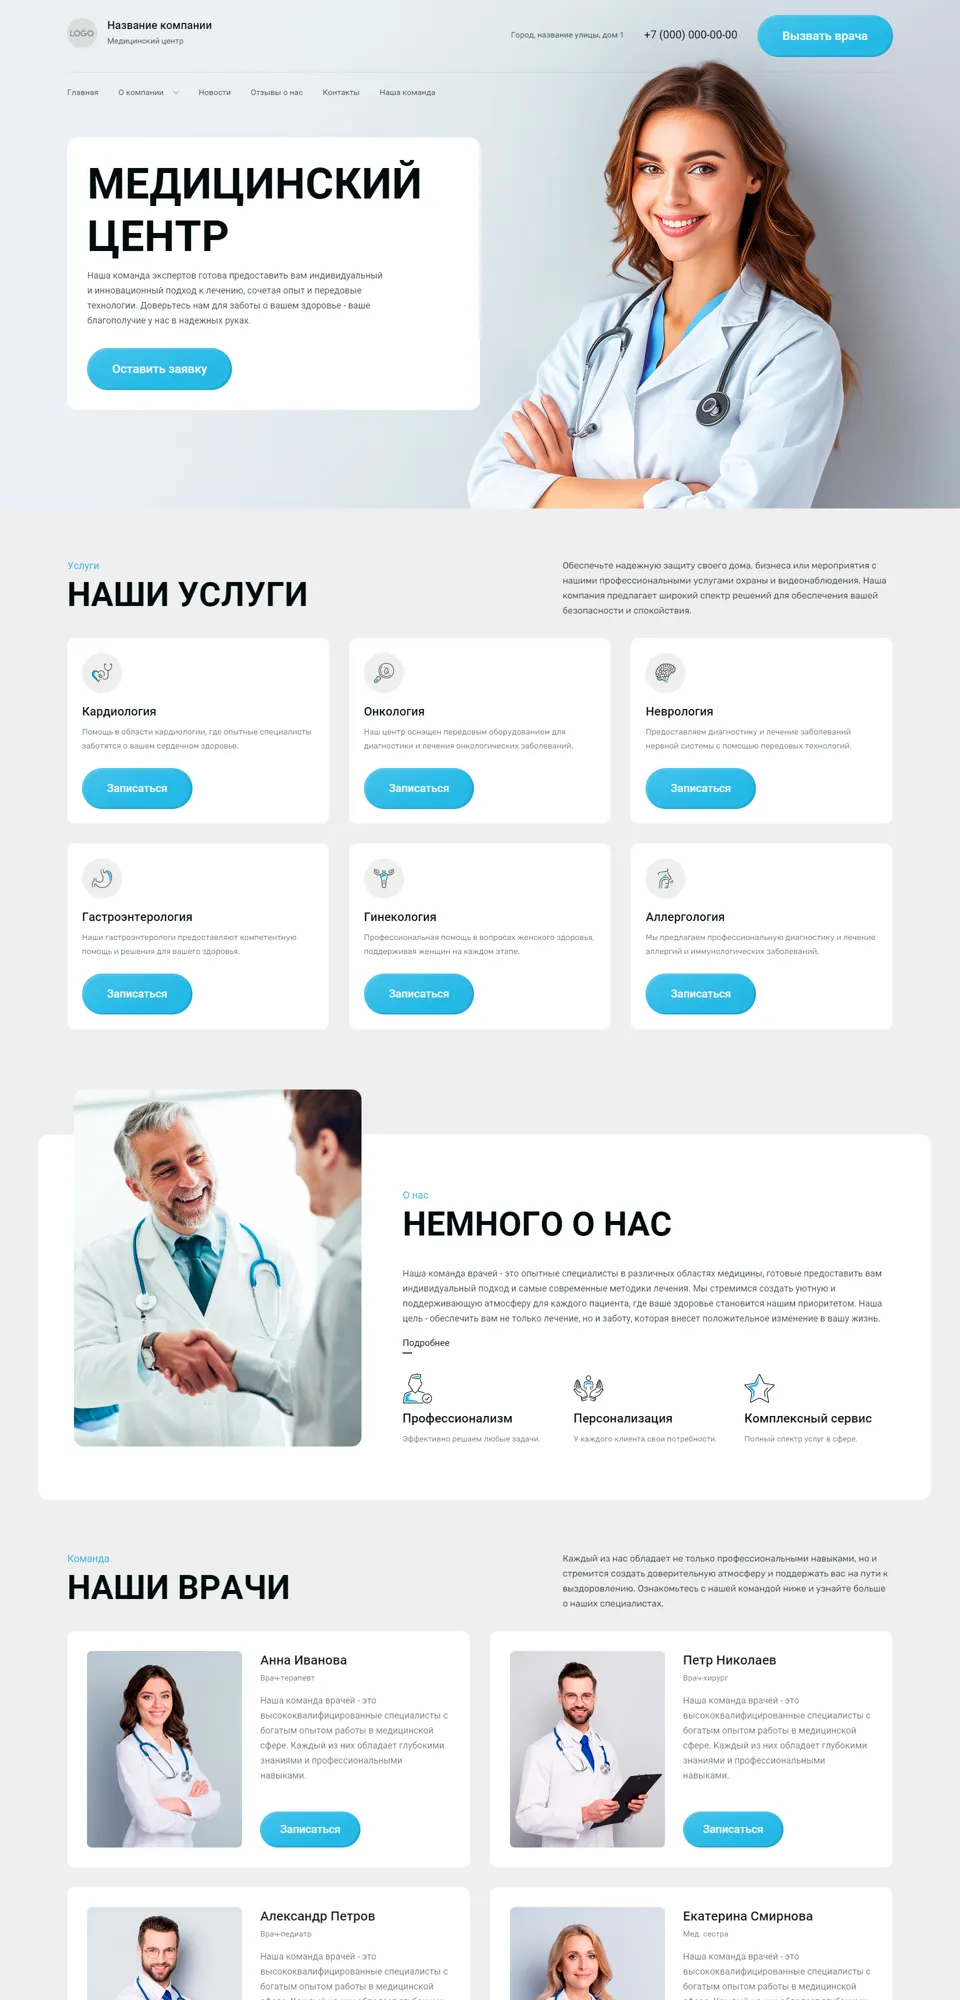 LOGO
Название компании
Медицинский центр
Город, название улицы, дом 1
+7 (000) 000-00-00
Вызвать врача
Главная
О компании
Новости
Отзывы о нас
Контакты
Наша команда
МЕДИЦИНСКИЙ
ЦЕНТР
Наша команда экспертов готова предоставить вам индивидуальный
и инновационный подход к лечению, сочетая опыт и передовые
технологии. Доверьтесь нам для заботы о вашем здоровье - ваше
благополучие у нас в надежных руках.
Оставить заявку
Услуги
НАШИ УСЛУГИ
Обеспечьте надежную защиту своего дома, бизнеса или мероприятия с
нашими профессиональными услугами охраны и видеонаблюдения. Наша
компания предлагает широкий спектр решений для обеспечения вашей
безопасности и спокойствия.
Кардиология
Помощь в области кардиологии, где опытные специалисты
заботятся о вашем сердечном здоровье.
Записаться
Онкология
Наш центр оснащен передовым оборудованием для
диагностики и лечения онкологических заболеваний.
Записаться
Неврология
Предоставляем диагностику и лечение заболеваний
нервной системы с помощью передовых технологий.
Записаться
Гастроэнтерология
Наши гастроэнтерологи предоставляют компетентную
помощь и решения для вашего здоровья.
Записаться
Гинекология
Профессиональная помощь в вопросах женского здоровья,
поддерживая женщин на каждом этапе.
Записаться
Аллергология
Мы предлагаем профессиональную диагностику и лечение
аллергий и иммунологических заболеваний.
Записаться
О нас
НЕМНОГО О НАС
Наша команда врачей - это опытные специалисты в различных областях медицины, готовые предоставить вам
индивидуальный подход и самые современные методики лечения. Мы стремимся создать уютную и
поддерживающую атмосферу для каждого пациента, где ваше здоровье становится нашим приоритетом. Наша
цель - обеспечить вам не только лечение, но и заботу, которая внесет положительное изменение в вашу жизнь.
Подробнее
Профессионализм
Эффективно решаем любые задачи.
Персонализация
У каждого клиента свои потребности.
Комплексный сервис
Полный спектр услуг в сфере.
Команда
НАШИ ВРАЧИ
Каждый из нас обладает не только профессиональными навыками, но и
стремится создать доверительную атмосферу и поддержать вас на пути к
выздоровлению. Ознакомьтесь с нашей командой ниже и узнайте больше
о наших специалистах.
Анна Иванова
Врач-терапевт
Наша команда врачей - это
высококвалифицированные специалисты с
богатым опытом работы в медицинской
сфере. Каждый из них обладает глубокими
знаниями и профессиональными
навыками.
Записаться
Петр Николаев
Врач-хирург
Наша команда врачей - это
высококвалифицированные специалисты с
богатым опытом работы в медицинской
сфере. Каждый из них обладает глубокими
знаниями и профессиональными
навыками.
Записаться
Александр Петров
Врач-педиатр
Наша команда врачей - это
высококвалифицированные специалисты с
богатым опытом работы в медицинской
Екатерина Смирнова
Мед. сестра
Наша команда врачей - это
высококвалифицированные специалисты с
богатым опытом работы в медицинской